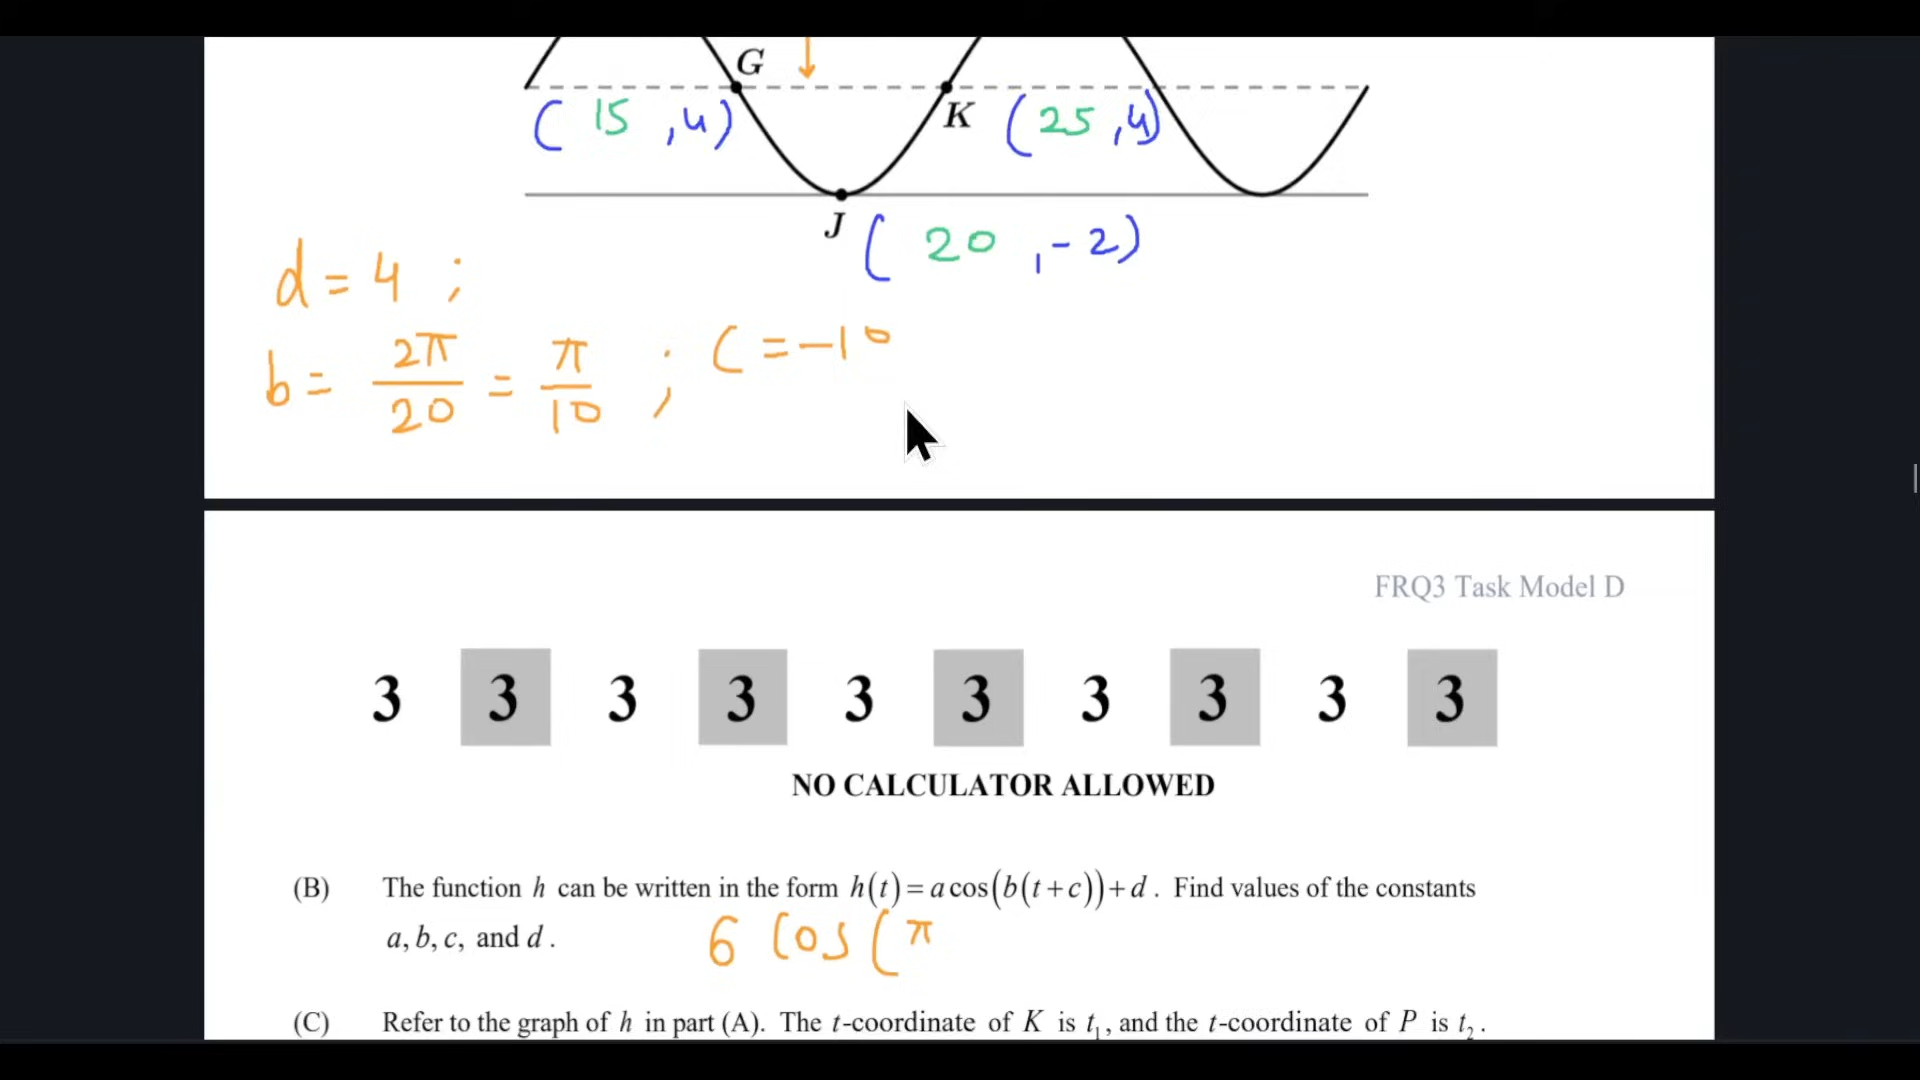 G
( 15 , 4 )
K ( 25 , 4 )
J ( 20 , -2 )
d = 4 ;
b = 2π/20 = π/10 ; C = -10
FRQ3 Task Model D
3 3 3 3 3 3 3 3 3 3
NO CALCULATOR ALLOWED
(B) The function h can be written in the form h(t) = a cos(b(t + c)) + d . Find values of the constants
a, b, c, and d .
6 Cos ( π
(C) Refer to the graph of h in part (A). The t-coordinate of K is t₁, and the t-coordinate of P is t₂.